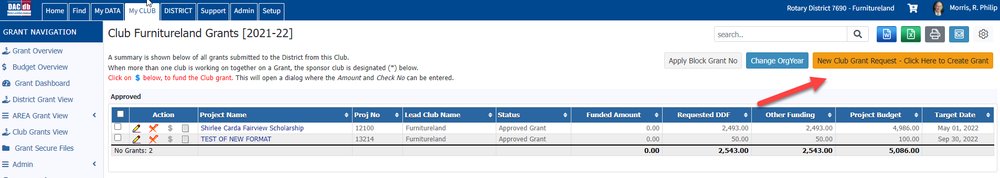 DAC db
District and Club database
Home
Find
My DATA
My CLUB
DISTRICT
Support
Admin
Setup
Rotary District 7690 - Furnitureland
Morris, R. Philip
GRANT NAVIGATION
Grant Overview
Budget Overview
Grant Dashboard
District Grant View
AREA Grant View
Club Grants View
Grant Secure Files
Admin
Club Furnitureland Grants [2021-22]
search..
A summary is shown below of all grants submitted to the District from this Club.
When more than one club is working on together on a Grant, the sponsor club is designated (*) below.
Click on $ below, to fund the Club grant. This will open a dialog where the Amount and Check No can be entered.
Apply Block Grant No
Change OrgYear
New Club Grant Request - Click Here to Create Grant
Approved
Action Project Name Proj No Lead Club Name Status Funded Amount Requested DDF Other Funding Project Budget Target Date
$ Shirlee Carda Fairview Scholarship 12100 Furnitureland Approved Grant 0.00 2,493.00 2,493.00 4,986.00 May 01, 2022
$ TEST OF NEW FORMAT 13214 Furnitureland Approved Grant 0.00 50.00 50.00 100.00 Sep 30, 2022
No Grants: 2 0.00 2,543.00 2,543.00 5,086.00